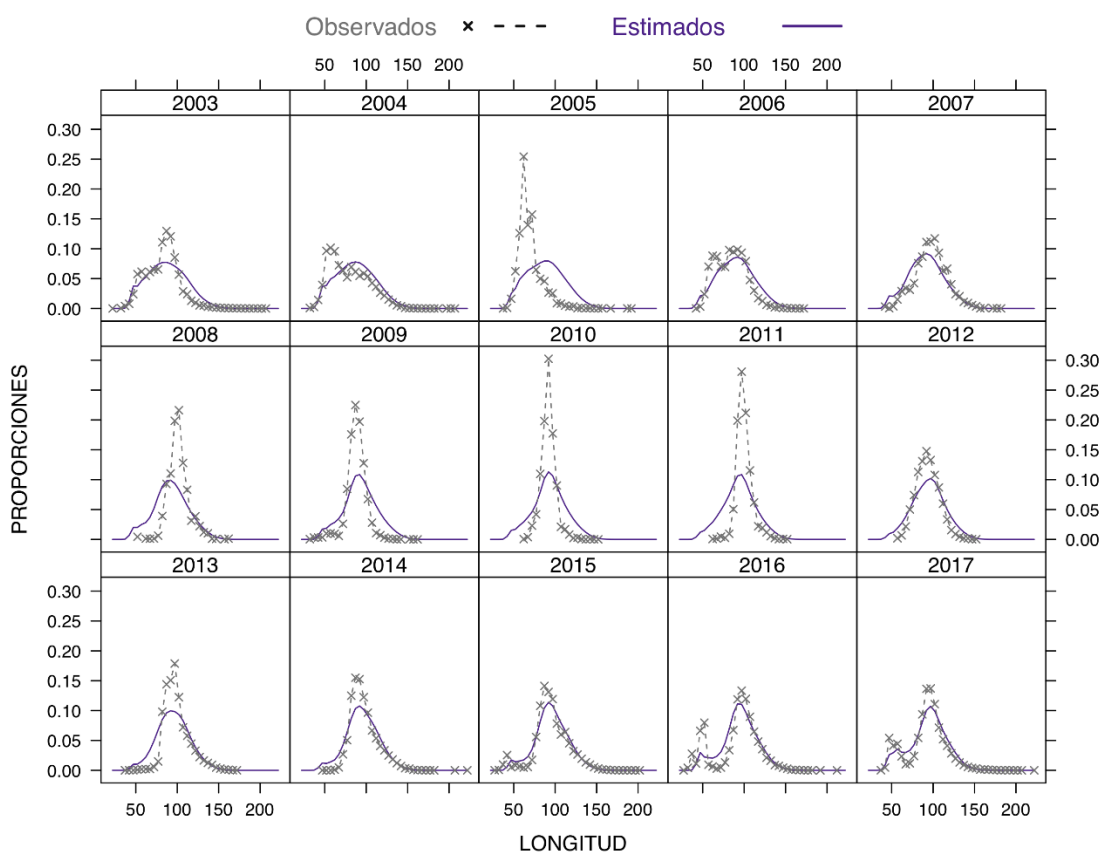 Observados Estimados
50 100 150 200 50 100 150 200
2003 2004 2005 2006 2007
0.30
0.25
0.20
0.15
0.10
0.05
0.00
2008 2009 2010 2011 2012
PROPORCIONES
0.30
0.25
0.20
0.15
0.10
0.05
0.00
2013 2014 2015 2016 2017
0.30
0.25
0.20
0.15
0.10
0.05
0.00
50 100 150 200 50 100 150 200 50 100 150 200
LONGITUD